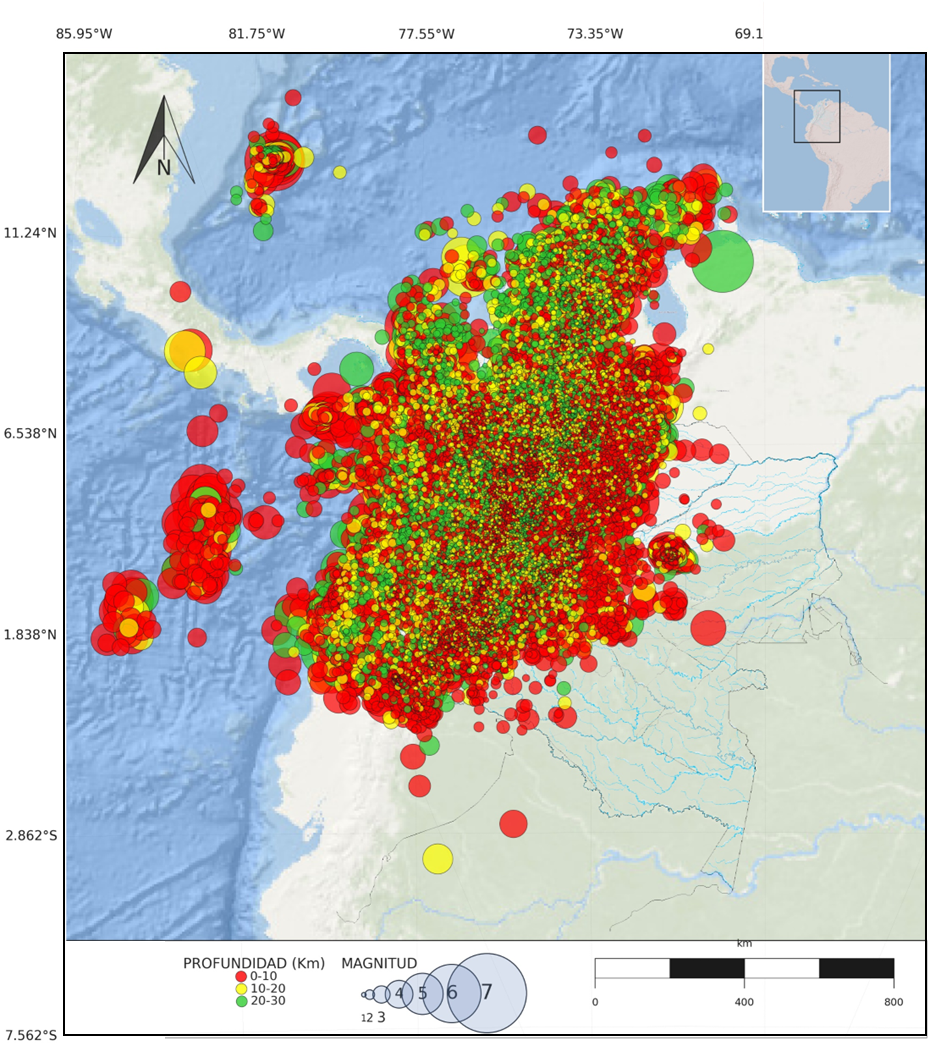 85.95°W 81.75°W 77.55°W 73.35°W 69.1
N
11.24°N
6.538°N
1.838°N
2.862°S
km
PROFUNDIDAD (Km) MAGNITUD
0-10
10-20
20-30
4 5 6 7
12 3
0 400 800
7.562°S